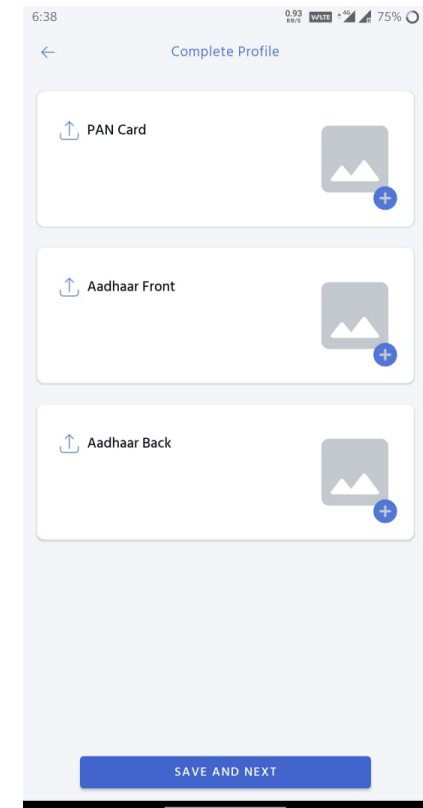 6:38 0.93 KB/S VoLTE 4G R 75%
Complete Profile
PAN Card
Aadhaar Front
Aadhaar Back
SAVE AND NEXT